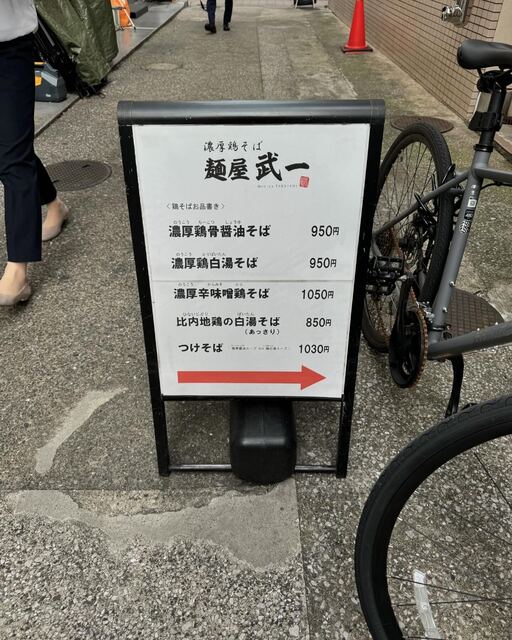 濃厚鶏そば
麺屋 武一
〈鶏そばお品書き〉
濃厚鶏骨醤油そば 950円
濃厚鶏白湯そば 950円
濃厚辛味噌鶏そば 1050円
比内地鶏の白湯そば 850円
(あっさり)
つけそば 1030円